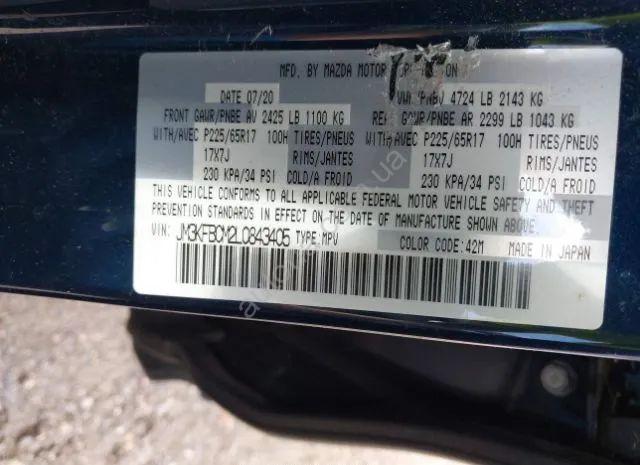 MFD. BY MAZDA MOTOR CORPORATION
DATE 07/20 GVWR/PNBV 4724 LB 2143 KG
FRONT GAWR/PNBE AV 2425 LB 1100 KG REAR GAWR/PNBE AR 2299 LB 1043 KG
WITH/AVEC P225/65R17 100H TIRES/PNEUS WITH/AVEC P225/65R17 100H TIRES/PNEUS
17X7J RIMS/JANTES 17X7J RIMS/JANTES
230 KPA/34 PSI COLD/A FROID 230 KPA/34 PSI COLD/A FROID
THIS VEHICLE CONFORMS TO ALL APPLICABLE FEDERAL MOTOR VEHICLE SAFETY AND THEFT
PREVENTION STANDARDS IN EFFECT ON THE DATE OF MANUFACTURE SHOWN ABOVE.
VIN: JM3KFBCM2L0843405 TYPE: MPV COLOR CODE: 42M MADE IN JAPAN